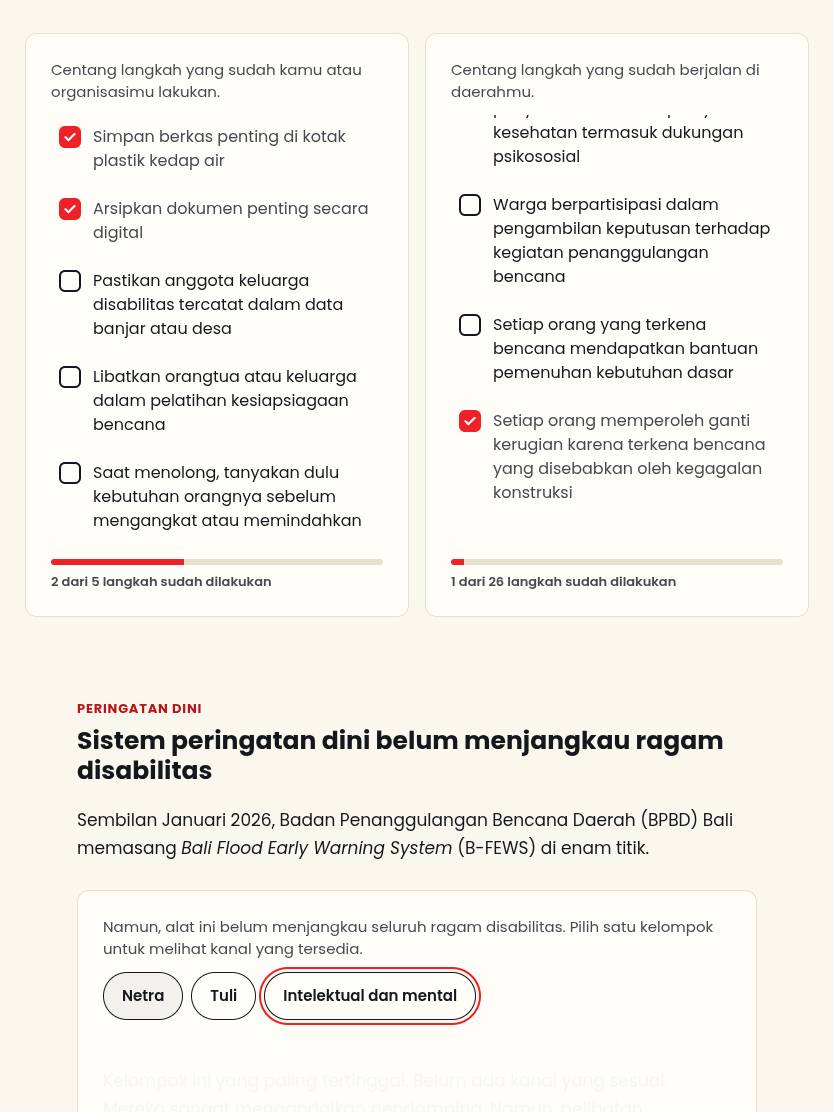 Centang langkah yang sudah kamu atau
organisasimu lakukan.
Simpan berkas penting di kotak
plastik kedap air
Arsipkan dokumen penting secara
digital
Pastikan anggota keluarga
disabilitas tercatat dalam data
banjar atau desa
Libatkan orangtua atau keluarga
dalam pelatihan kesiapsiagaan
bencana
Saat menolong, tanyakan dulu
kebutuhan orangnya sebelum
mengangkat atau memindahkan
2 dari 5 langkah sudah dilakukan
Centang langkah yang sudah berjalan di
daerahmu.
kesehatan termasuk dukungan
psikososial
Warga berpartisipasi dalam
pengambilan keputusan terhadap
kegiatan penanggulangan
bencana
Setiap orang yang terkena
bencana mendapatkan bantuan
pemenuhan kebutuhan dasar
Setiap orang memperoleh ganti
kerugian karena terkena bencana
yang disebabkan oleh kegagalan
konstruksi
1 dari 26 langkah sudah dilakukan
PERINGATAN DINI
Sistem peringatan dini belum menjangkau ragam
disabilitas
Sembilan Januari 2026, Badan Penanggulangan Bencana Daerah (BPBD) Bali
memasang Bali Flood Early Warning System (B-FEWS) di enam titik.
Namun, alat ini belum menjangkau seluruh ragam disabilitas. Pilih satu kelompok
untuk melihat kanal yang tersedia.
Netra
Tuli
Intelektual dan mental
Kelompok ini yang paling tertinggal. Belum ada kanal yang sesuai.
Mereka sangat mengandalkan pendamping. Namun, pelibatan